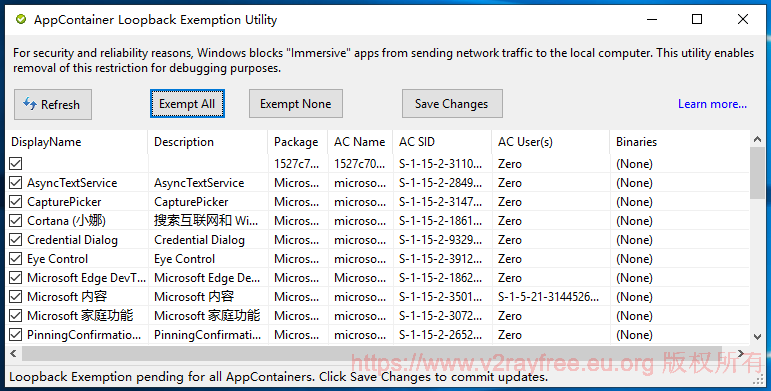 AppContainer Loopback Exemption Utility
For security and reliability reasons, Windows blocks "Immersive" apps from sending network traffic to the local computer. This utility enables
removal of this restriction for debugging purposes.
Refresh Exempt All Exempt None Save Changes Learn more...
DisplayName Description Package AC Name AC SID AC User(s) Binaries
1527c7... 1527c70... S-1-15-2-3110... Zero (None)
AsyncTextService AsyncTextService Micros... microso... S-1-15-2-2849... Zero (None)
CapturePicker CapturePicker Micros... microso... S-1-15-2-3147... Zero (None)
Cortana (小娜) 搜索互联网和 Wi... Micros... microso... S-1-15-2-1861... Zero (None)
Credential Dialog Credential Dialog Micros... microso... S-1-15-2-9329... Zero (None)
Eye Control Eye Control Micros... microso... S-1-15-2-3912... Zero (None)
Microsoft Edge DevT... Microsoft Edge De... Micros... microso... S-1-15-2-1862... Zero (None)
Microsoft 内容 Microsoft 内容 Micros... microso... S-1-15-2-3501... S-1-5-21-3144526... (None)
Microsoft 家庭功能 Microsoft 家庭功能 Micros... microso... S-1-15-2-3072... Zero (None)
PinningConfirmatio... PinningConfirmati... Micros... microso... S-1-15-2-2652... Zero (None)
https://www.v2rayfree.eu.org 版权所有
Loopback Exemption pending for all AppContainers. Click Save Changes to commit updates.